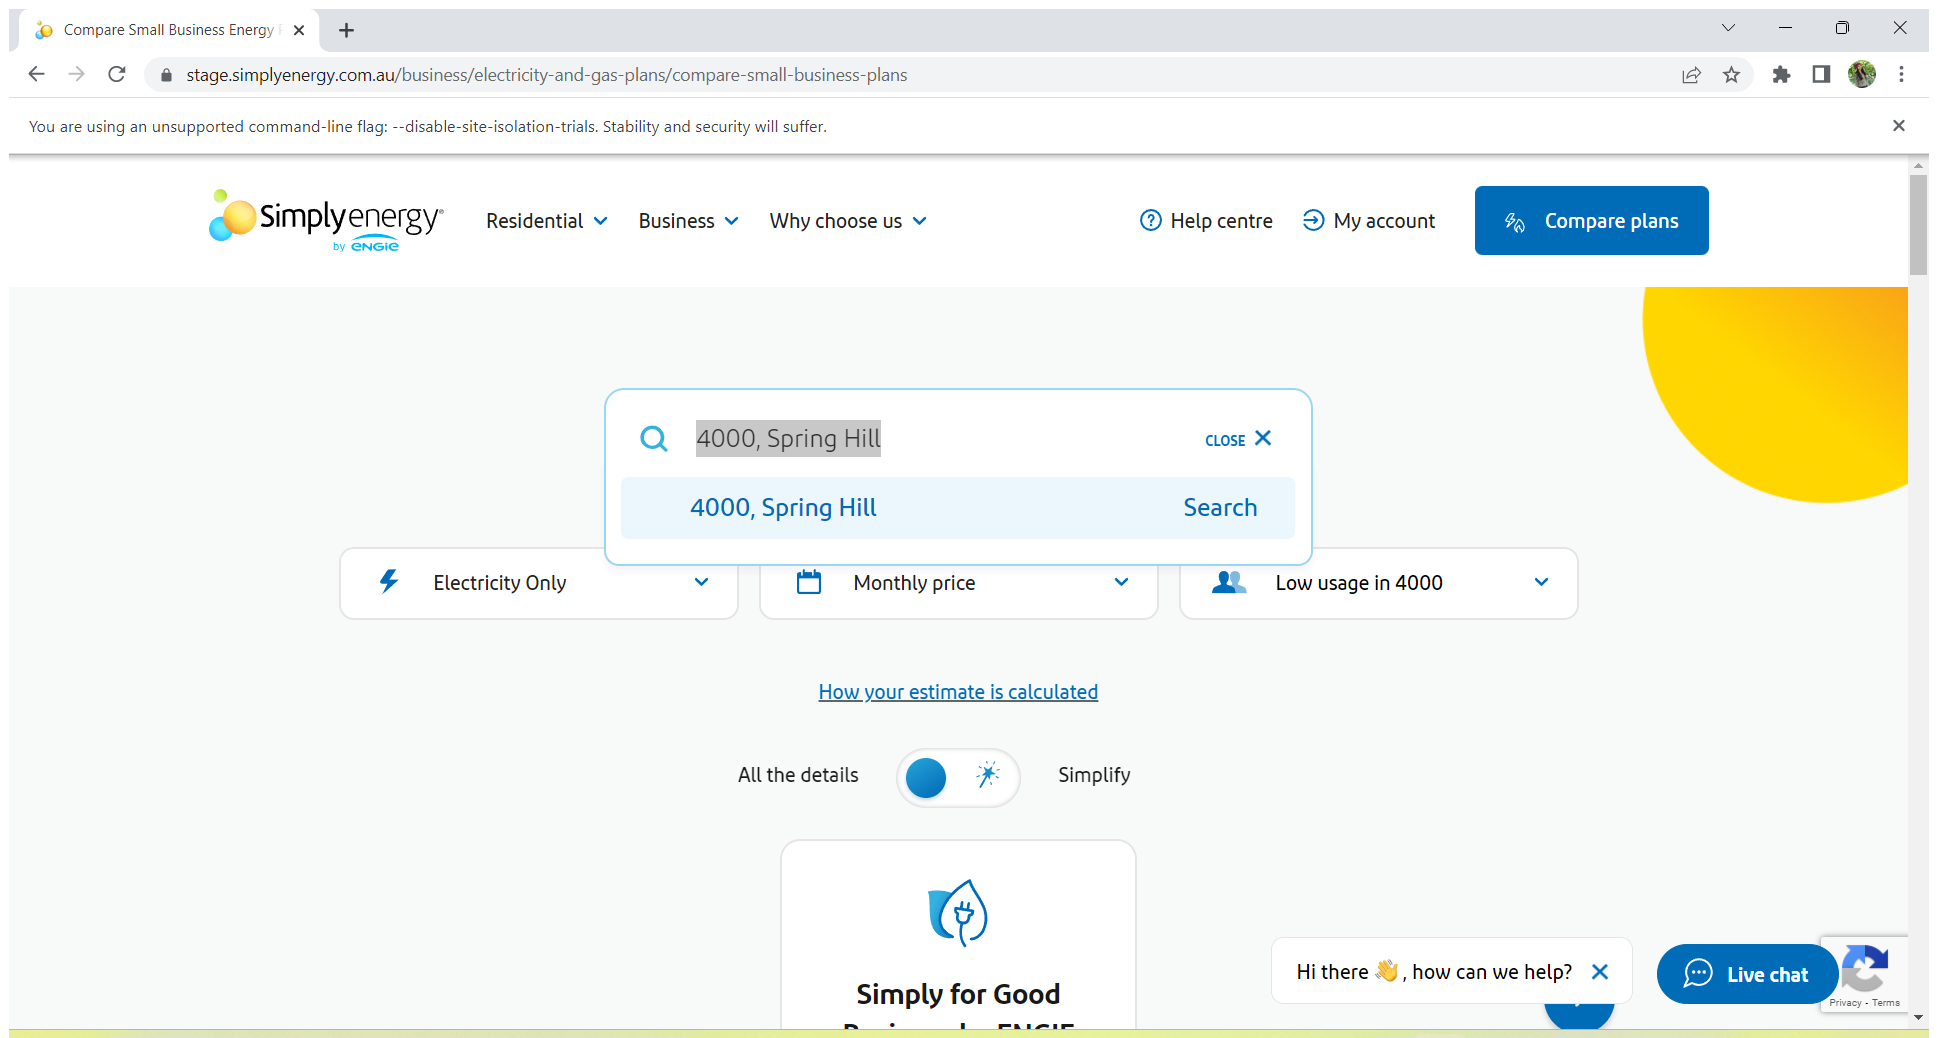 Compare Small Business Energy
stage.simplyenergy.com.au/business/electricity-and-gas-plans/compare-small-business-plans
You are using an unsupported command-line flag: --disable-site-isolation-trials. Stability and security will suffer.
Simplyenergy
by ENGIE
Residential
Business
Why choose us
Help centre
My account
Compare plans
4000, Spring Hill
CLOSE
4000, Spring Hill
Search
Electricity Only
Monthly price
Low usage in 4000
How your estimate is calculated
All the details
Simplify
Simply for Good
Business by ENGIE
Hi there 👋, how can we help?
Live chat
Privacy - Terms